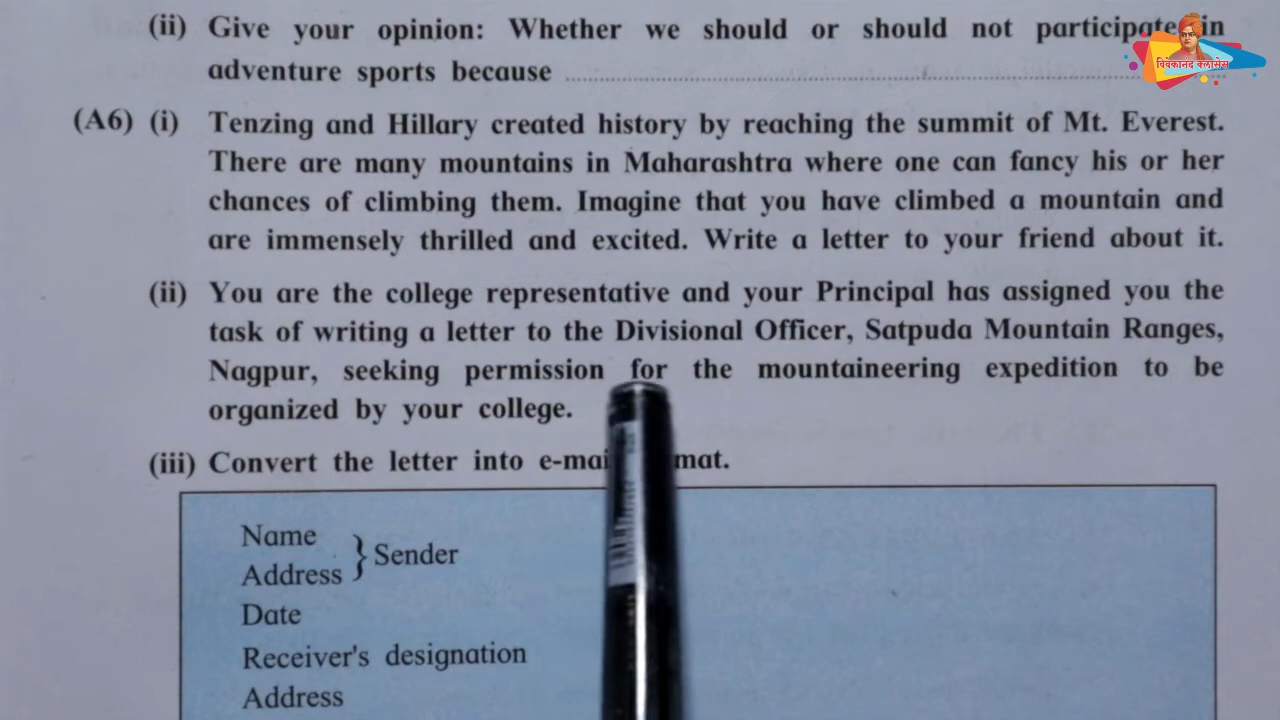 (ii) Give your opinion: Whether we should or should not participate in
adventure sports because
विवेकानंद क्लासेस
(A6) (i) Tenzing and Hillary created history by reaching the summit of Mt. Everest.
There are many mountains in Maharashtra where one can fancy his or her
chances of climbing them. Imagine that you have climbed a mountain and
are immensely thrilled and excited. Write a letter to your friend about it.
(ii) You are the college representative and your Principal has assigned you the
task of writing a letter to the Divisional Officer, Satpuda Mountain Ranges,
Nagpur, seeking permission for the mountaineering expedition to be
organized by your college.
(iii) Convert the letter into
Name
Address } Sender
Date
Receiver's designation
Address